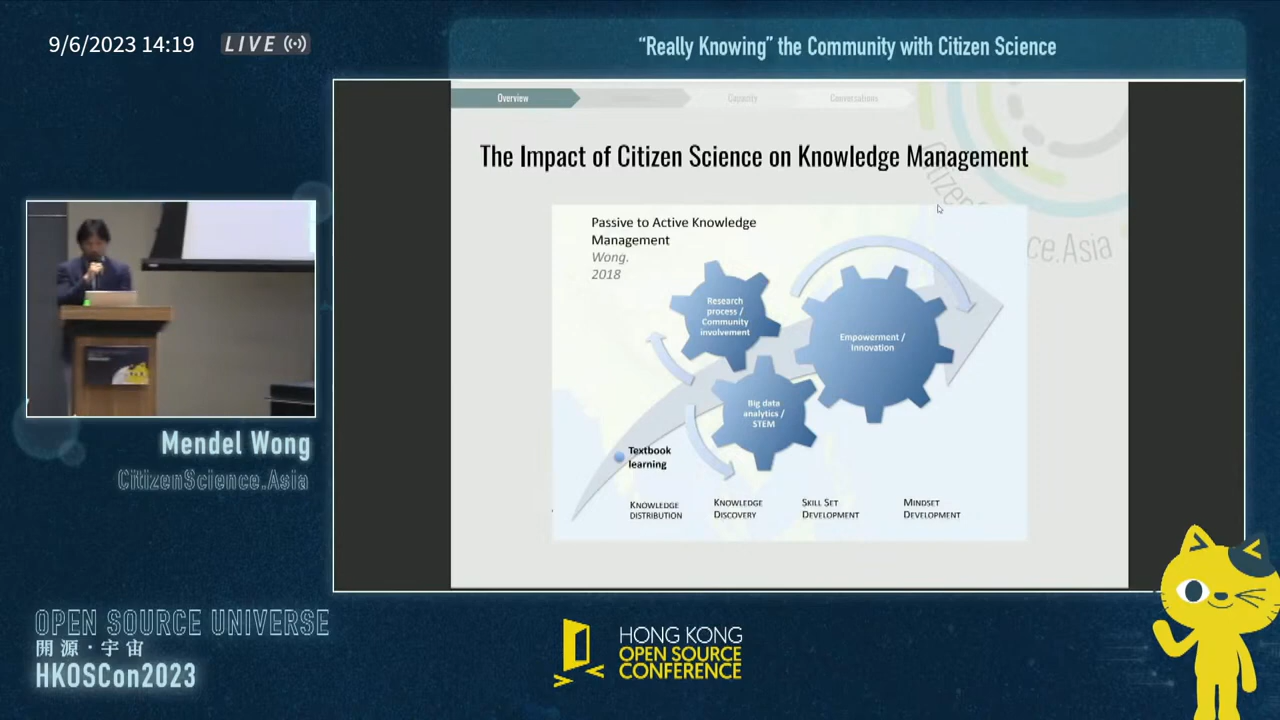 9/6/2023 14:19
LIVE
“Really Knowing” the Community with Citizen Science
Overview
Capacity
Conversations
The Impact of Citizen Science on Knowledge Management
Passive to Active Knowledge
Management
Wong.
2018
Research
process /
Community
involvement
Empowerment /
Innovation
Big data
analytics /
STEM
Textbook
learning
KNOWLEDGE
DISTRIBUTION
KNOWLEDGE
DISCOVERY
SKILL SET
DEVELOPMENT
MINDSET
DEVELOPMENT
ce.Asia
Mendel Wong
CitizenScience.Asia
OPEN SOURCE UNIVERSE
開源·宇宙
HKOSCon2023
HONG KONG
OPEN SOURCE
CONFERENCE